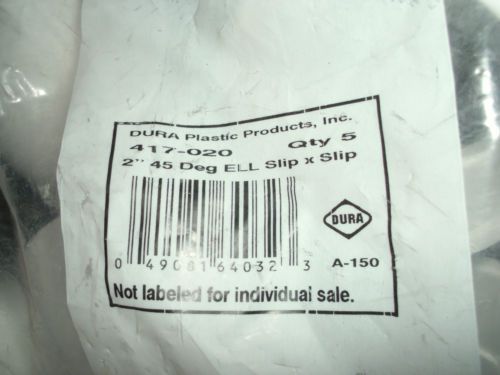 DURA Plastic Products, Inc.
417-020 Qty 5
2" 45 Deg ELL Slip x Slip
DURA
0 49081 64032 3 A-150
Not labeled for individual sale.